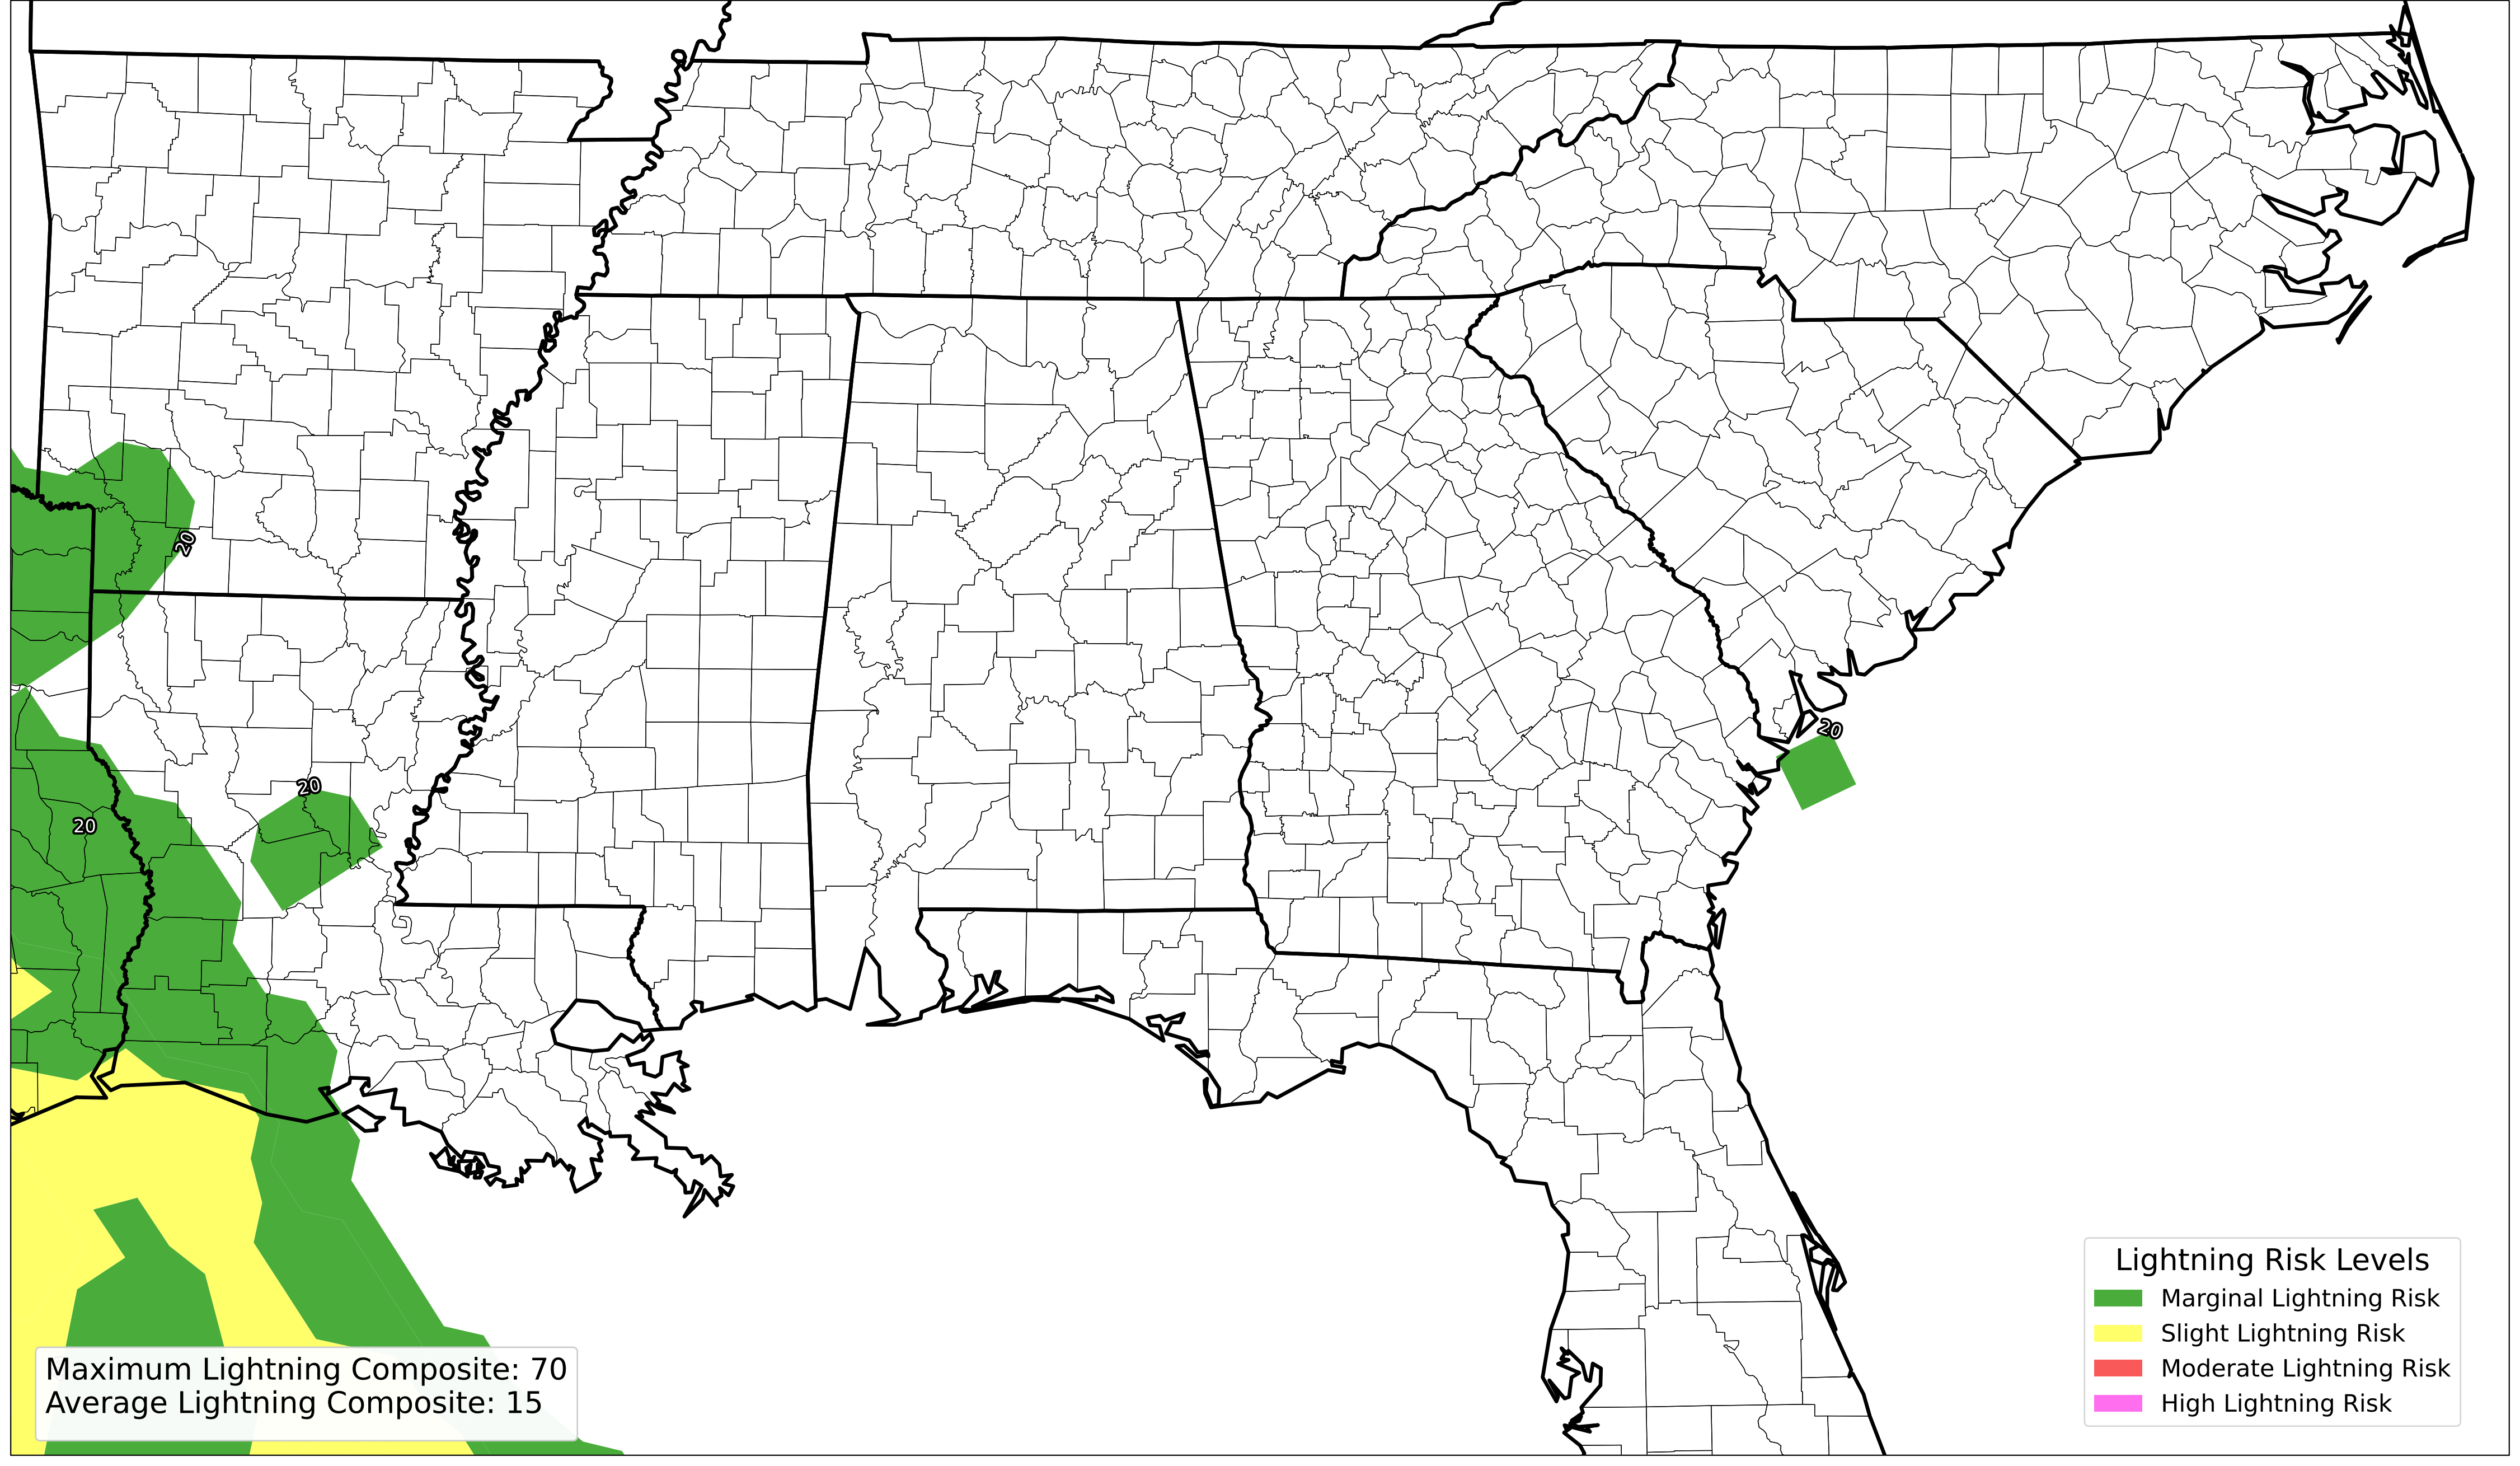 20
20
20
20
Maximum Lightning Composite: 70
Average Lightning Composite: 15
Lightning Risk Levels
Marginal Lightning Risk
Slight Lightning Risk
Moderate Lightning Risk
High Lightning Risk